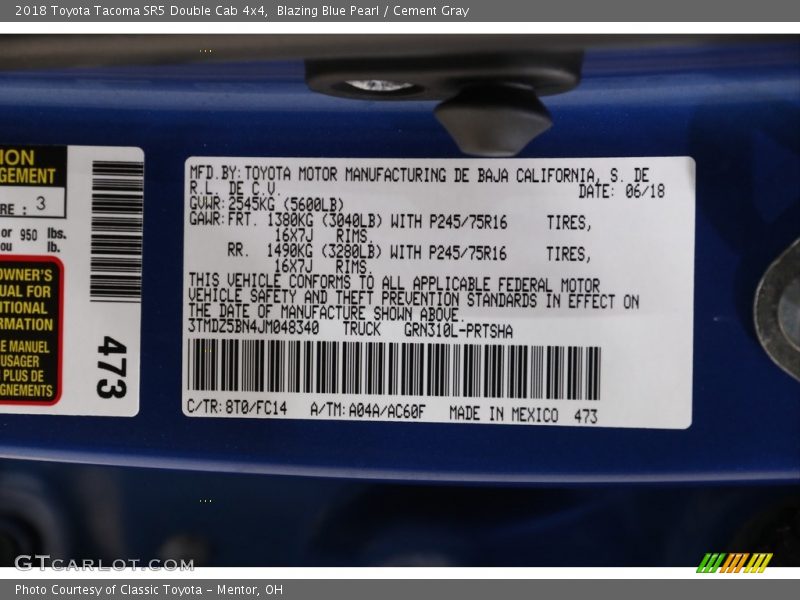 2018 Toyota Tacoma SR5 Double Cab 4x4, Blazing Blue Pearl / Cement Gray
ION
GEMENT
RE : 3
or 950 lbs.
ou lb.
OWNER'S
UAL FOR
ITIONAL
RMATION
E MANUEL
USAGER
PLUS DE
GNEMENTS
473
MFD.BY:TOYOTA MOTOR MANUFACTURING DE BAJA CALIFORNIA, S. DE
R.L. DE C.V. DATE: 06/18
GVWR:2545KG (5600LB)
GAWR:FRT. 1380KG (3040LB) WITH P245/75R16 TIRES,
16X7J RIMS.
RR. 1490KG (3280LB) WITH P245/75R16 TIRES,
16X7J RIMS.
THIS VEHICLE CONFORMS TO ALL APPLICABLE FEDERAL MOTOR
VEHICLE SAFETY AND THEFT PREVENTION STANDARDS IN EFFECT ON
THE DATE OF MANUFACTURE SHOWN ABOVE.
3TMDZ5BN4JM048340 TRUCK GRN310L-PRTSHA
C/TR:8T0/FC14 A/TM:A04A/AC60F MADE IN MEXICO 473
GTCARLOT.COM
Photo Courtesy of Classic Toyota - Mentor, OH